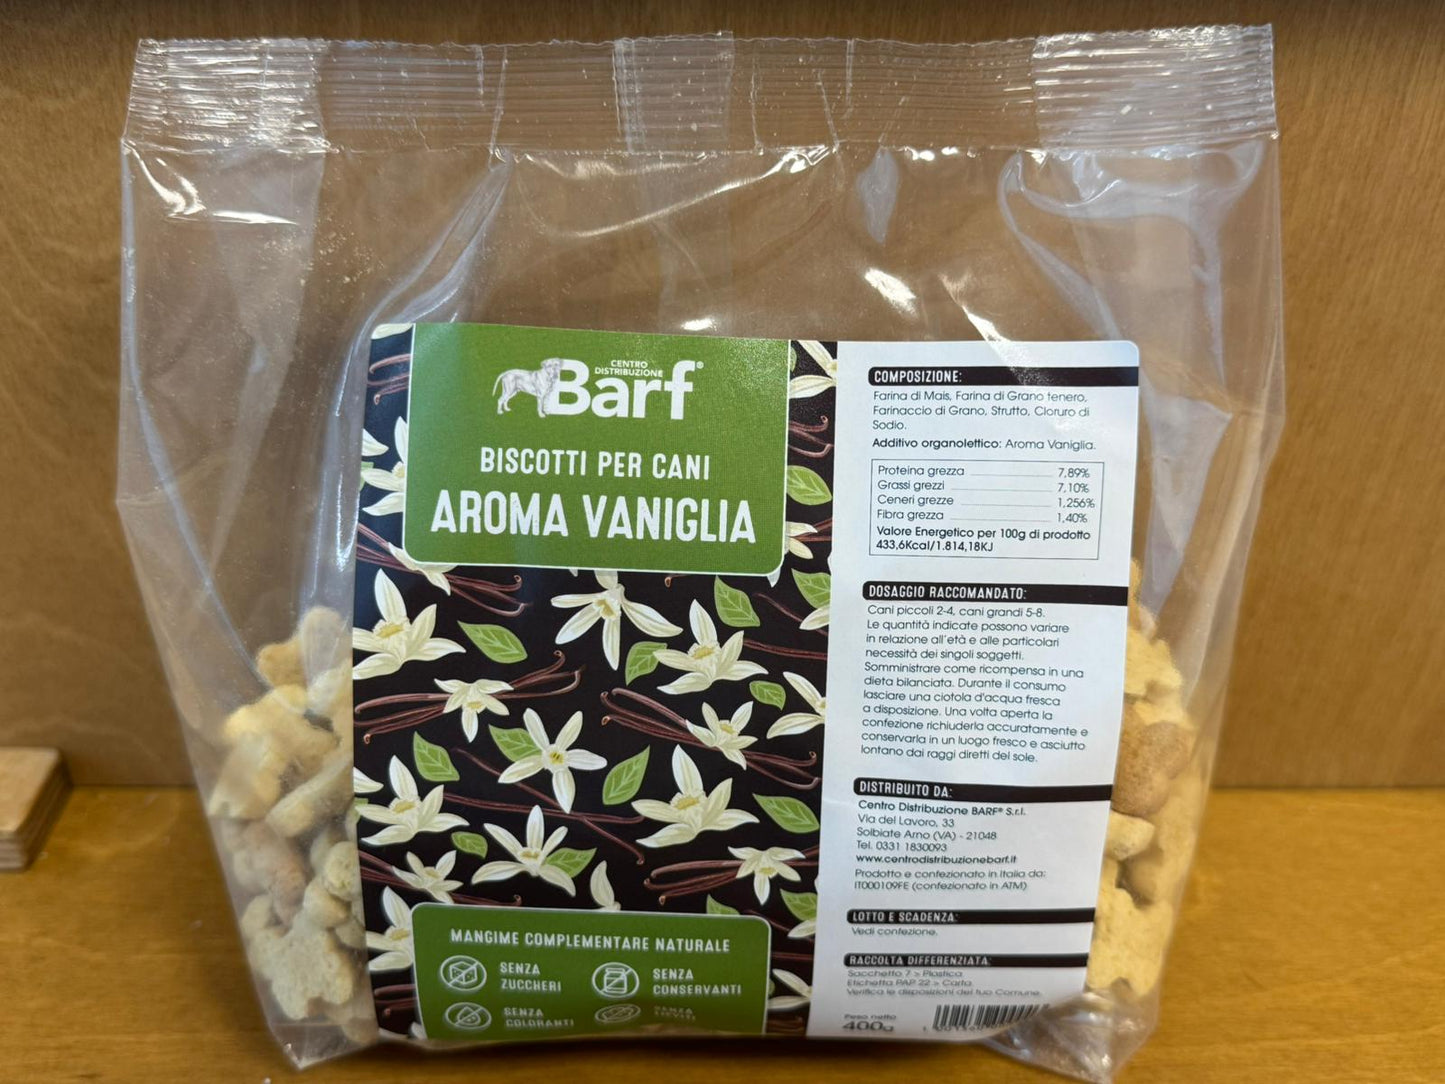 CENTRO
DISTRIBUZIONE
Barf®
BISCOTTI PER CANI
AROMA VANIGLIA
MANGIME COMPLEMENTARE NATURALE
SENZA
ZUCCHERI
SENZA
CONSERVANTI
SENZA
COLORANTI
SENZA
COMPOSIZIONE:
Farina di Mais, Farina di Grano tenero,
Farinaccio di Grano, Strutto, Cloruro di
Sodio.
Additivo organolettico: Aroma Vaniglia.
Proteina grezza 7,89%
Grassi grezzi 7,10%
Ceneri grezze 1,256%
Fibra grezza 1,40%
Valore Energetico per 100g di prodotto
433,6Kcal/1.814,18KJ
DOSAGGIO RACCOMANDATO:
Cani piccoli 2-4, cani grandi 5-8.
Le quantità indicate possono variare
in relazione all'età e alle particolari
necessità dei singoli soggetti.
Somministrare come ricompensa in una
dieta bilanciata. Durante il consumo
lasciare una ciotola d'acqua fresca
a disposizione. Una volta aperta la
confezione richiuderla accuratamente e
conservarla in un luogo fresco e asciutto
lontano dai raggi diretti del sole.
DISTRIBUITO DA:
Centro Distribuzione BARF® S.r.l.
Via del Lavoro, 33
Solbiate Arno (VA) - 21048
Tel. 0331 1830093
www.centrodistribuzionebarf.it
Prodotto e confezionato in Italia da:
IT000109FE (confezionato in ATM)
LOTTO E SCADENZA:
Vedi confezione.
RACCOLTA DIFFERENZIATA:
Sacchetto 7 > Plastica
Etichetta PAP 22 > Carta
Verifica le disposizioni del tuo Comune.
Peso netto
400g